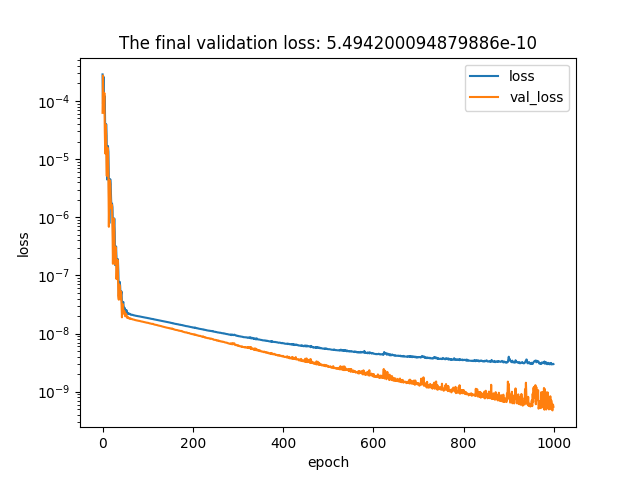 The final validation loss: 5.494200094879886e-10
loss
val_loss
10⁻⁴
10⁻⁵
10⁻⁶
10⁻⁷
10⁻⁸
10⁻⁹
loss
0 200 400 600 800 1000
epoch